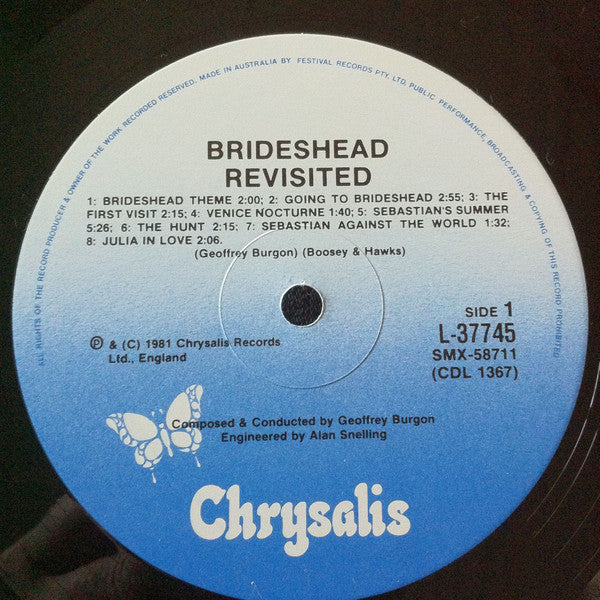 ALL RIGHTS OF THE RECORD PRODUCER & OWNER OF THE WORK RECORDED RESERVED. MADE IN AUSTRALIA BY FESTIVAL RECORDS PTY. LTD. PUBLIC PERFORMANCE, BROADCASTING & COPYING OF THIS RECORD PROHIBITED
BRIDESHEAD
REVISITED
1: BRIDESHEAD THEME 2:00; 2: GOING TO BRIDESHEAD 2:55; 3: THE
FIRST VISIT 2:15; 4: VENICE NOCTURNE 1:40; 5: SEBASTIAN'S SUMMER
5:26; 6: THE HUNT 2:15; 7: SEBASTIAN AGAINST THE WORLD 1:32;
8: JULIA IN LOVE 2:06.
(Geoffrey Burgon) (Boosey & Hawks)
SIDE 1
L-37745
SMX-58711
(CDL 1367)
Ⓟ & (C) 1981 Chrysalis Records
Ltd., England
Composed & Conducted by Geoffrey Burgon
Engineered by Alan Snelling
Chrysalis